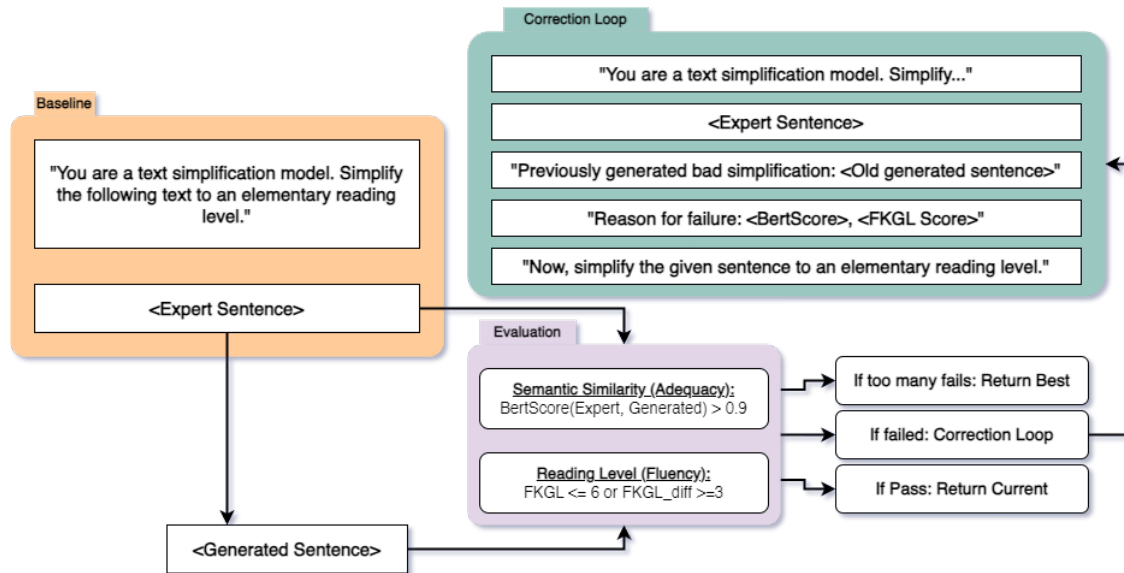 Correction Loop
"You are a text simplification model. Simplify..."
<Expert Sentence>
"Previously generated bad simplification: <Old generated sentence>"
"Reason for failure: <BertScore>, <FKGL Score>"
"Now, simplify the given sentence to an elementary reading level."
Baseline
"You are a text simplification model. Simplify
the following text to an elementary reading
level."
<Expert Sentence>
Evaluation
Semantic Similarity (Adequacy):
BertScore(Expert, Generated) > 0.9
Reading Level (Fluency):
FKGL <= 6 or FKGL_diff >=3
If too many fails: Return Best
If failed: Correction Loop
If Pass: Return Current
<Generated Sentence>